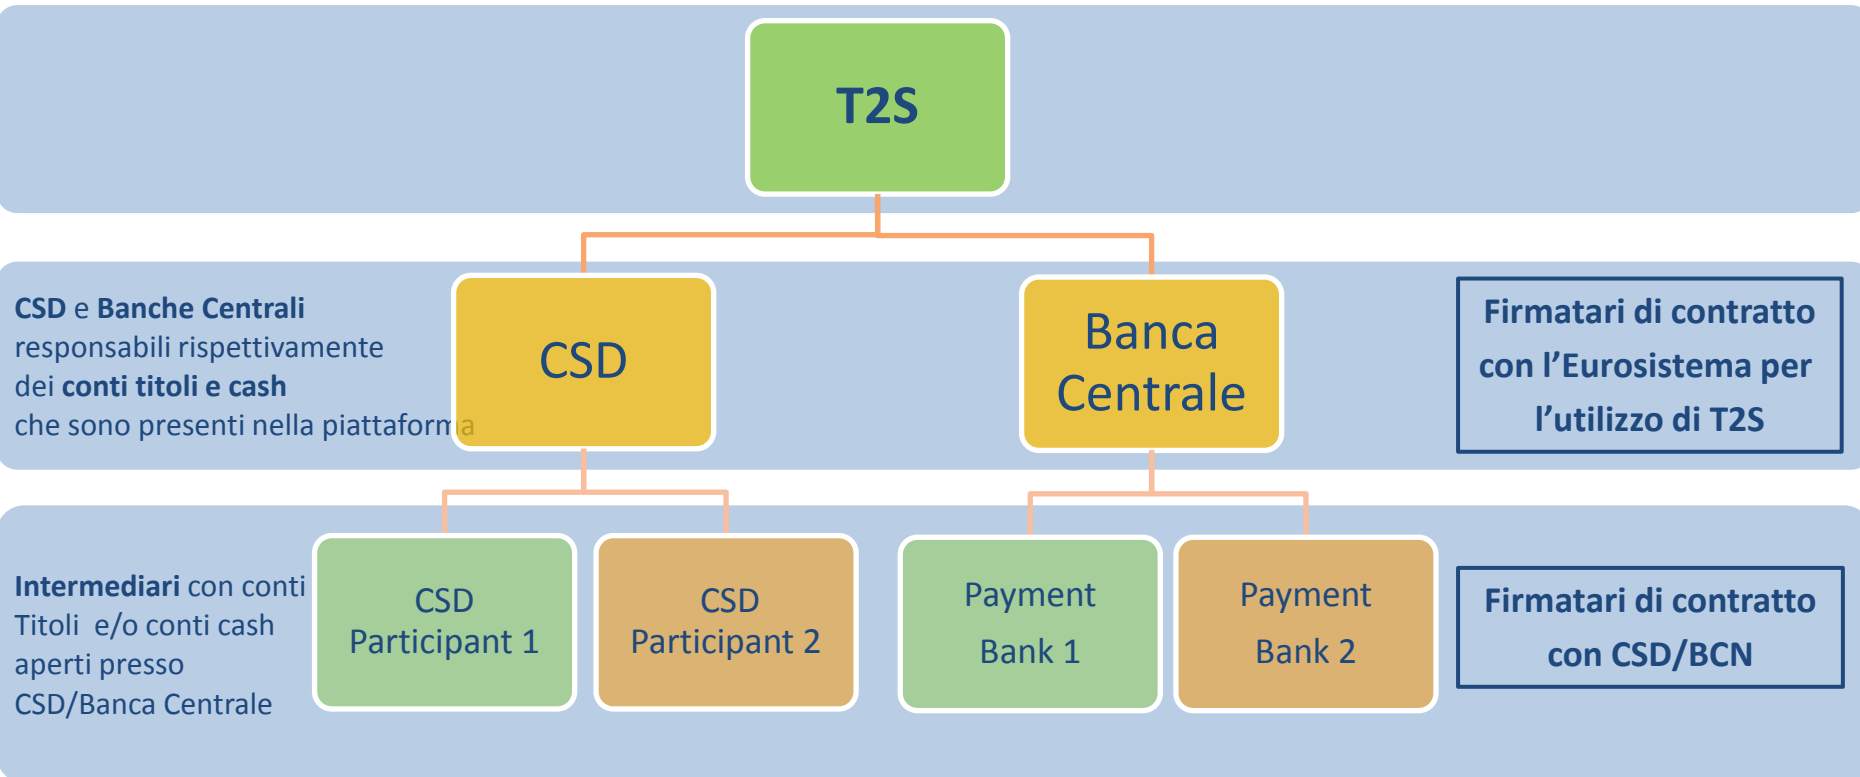 T2S
CSD e Banche Centrali
responsabili rispettivamente
dei conti titoli e cash
che sono presenti nella piattaforma
CSD
Banca
Centrale
Firmatari di contratto
con l'Eurosistema per
l'utilizzo di T2S
Intermediari con conti
Titoli e/o conti cash
aperti presso
CSD/Banca Centrale
CSD
Participant 1
CSD
Participant 2
Payment
Bank 1
Payment
Bank 2
Firmatari di contratto
con CSD/BCN